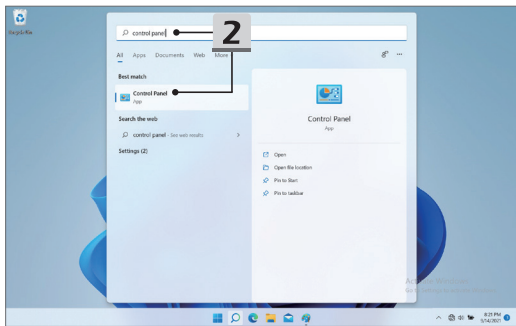 Recycle Bin
control panel
2
All Apps Documents Web More
Best match
Control Panel
App
Search the web
control panel - See web results
Settings (2)
Control Panel
App
Open
Open file location
Pin to Start
Pin to taskbar
Activate Windows
8:21 PM
5/14/2021